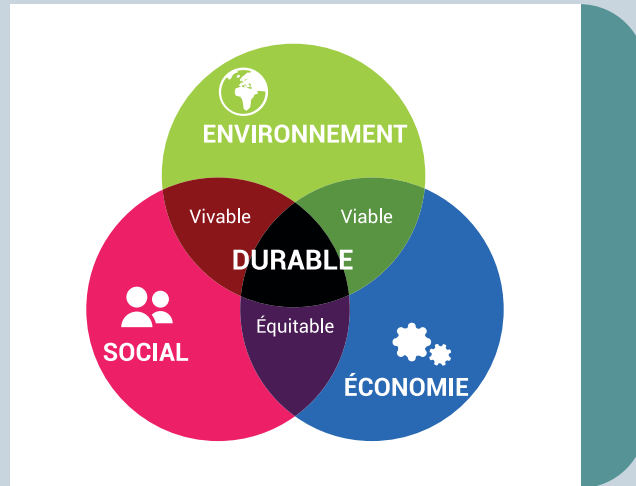 ENVIRONNEMENT
Vivable
Viable
DURABLE
Équitable
SOCIAL
ÉCONOMIE